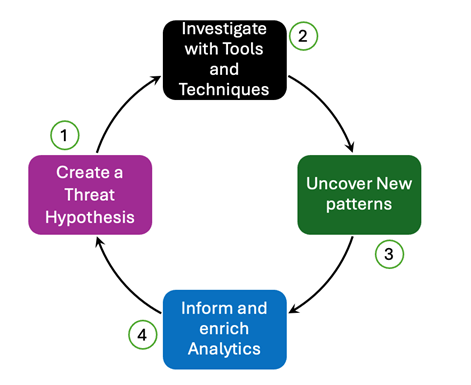 1
Create a
Threat
Hypothesis
2
Investigate
with Tools
and
Techniques
3
Uncover New
patterns
4
Inform and
enrich
Analytics